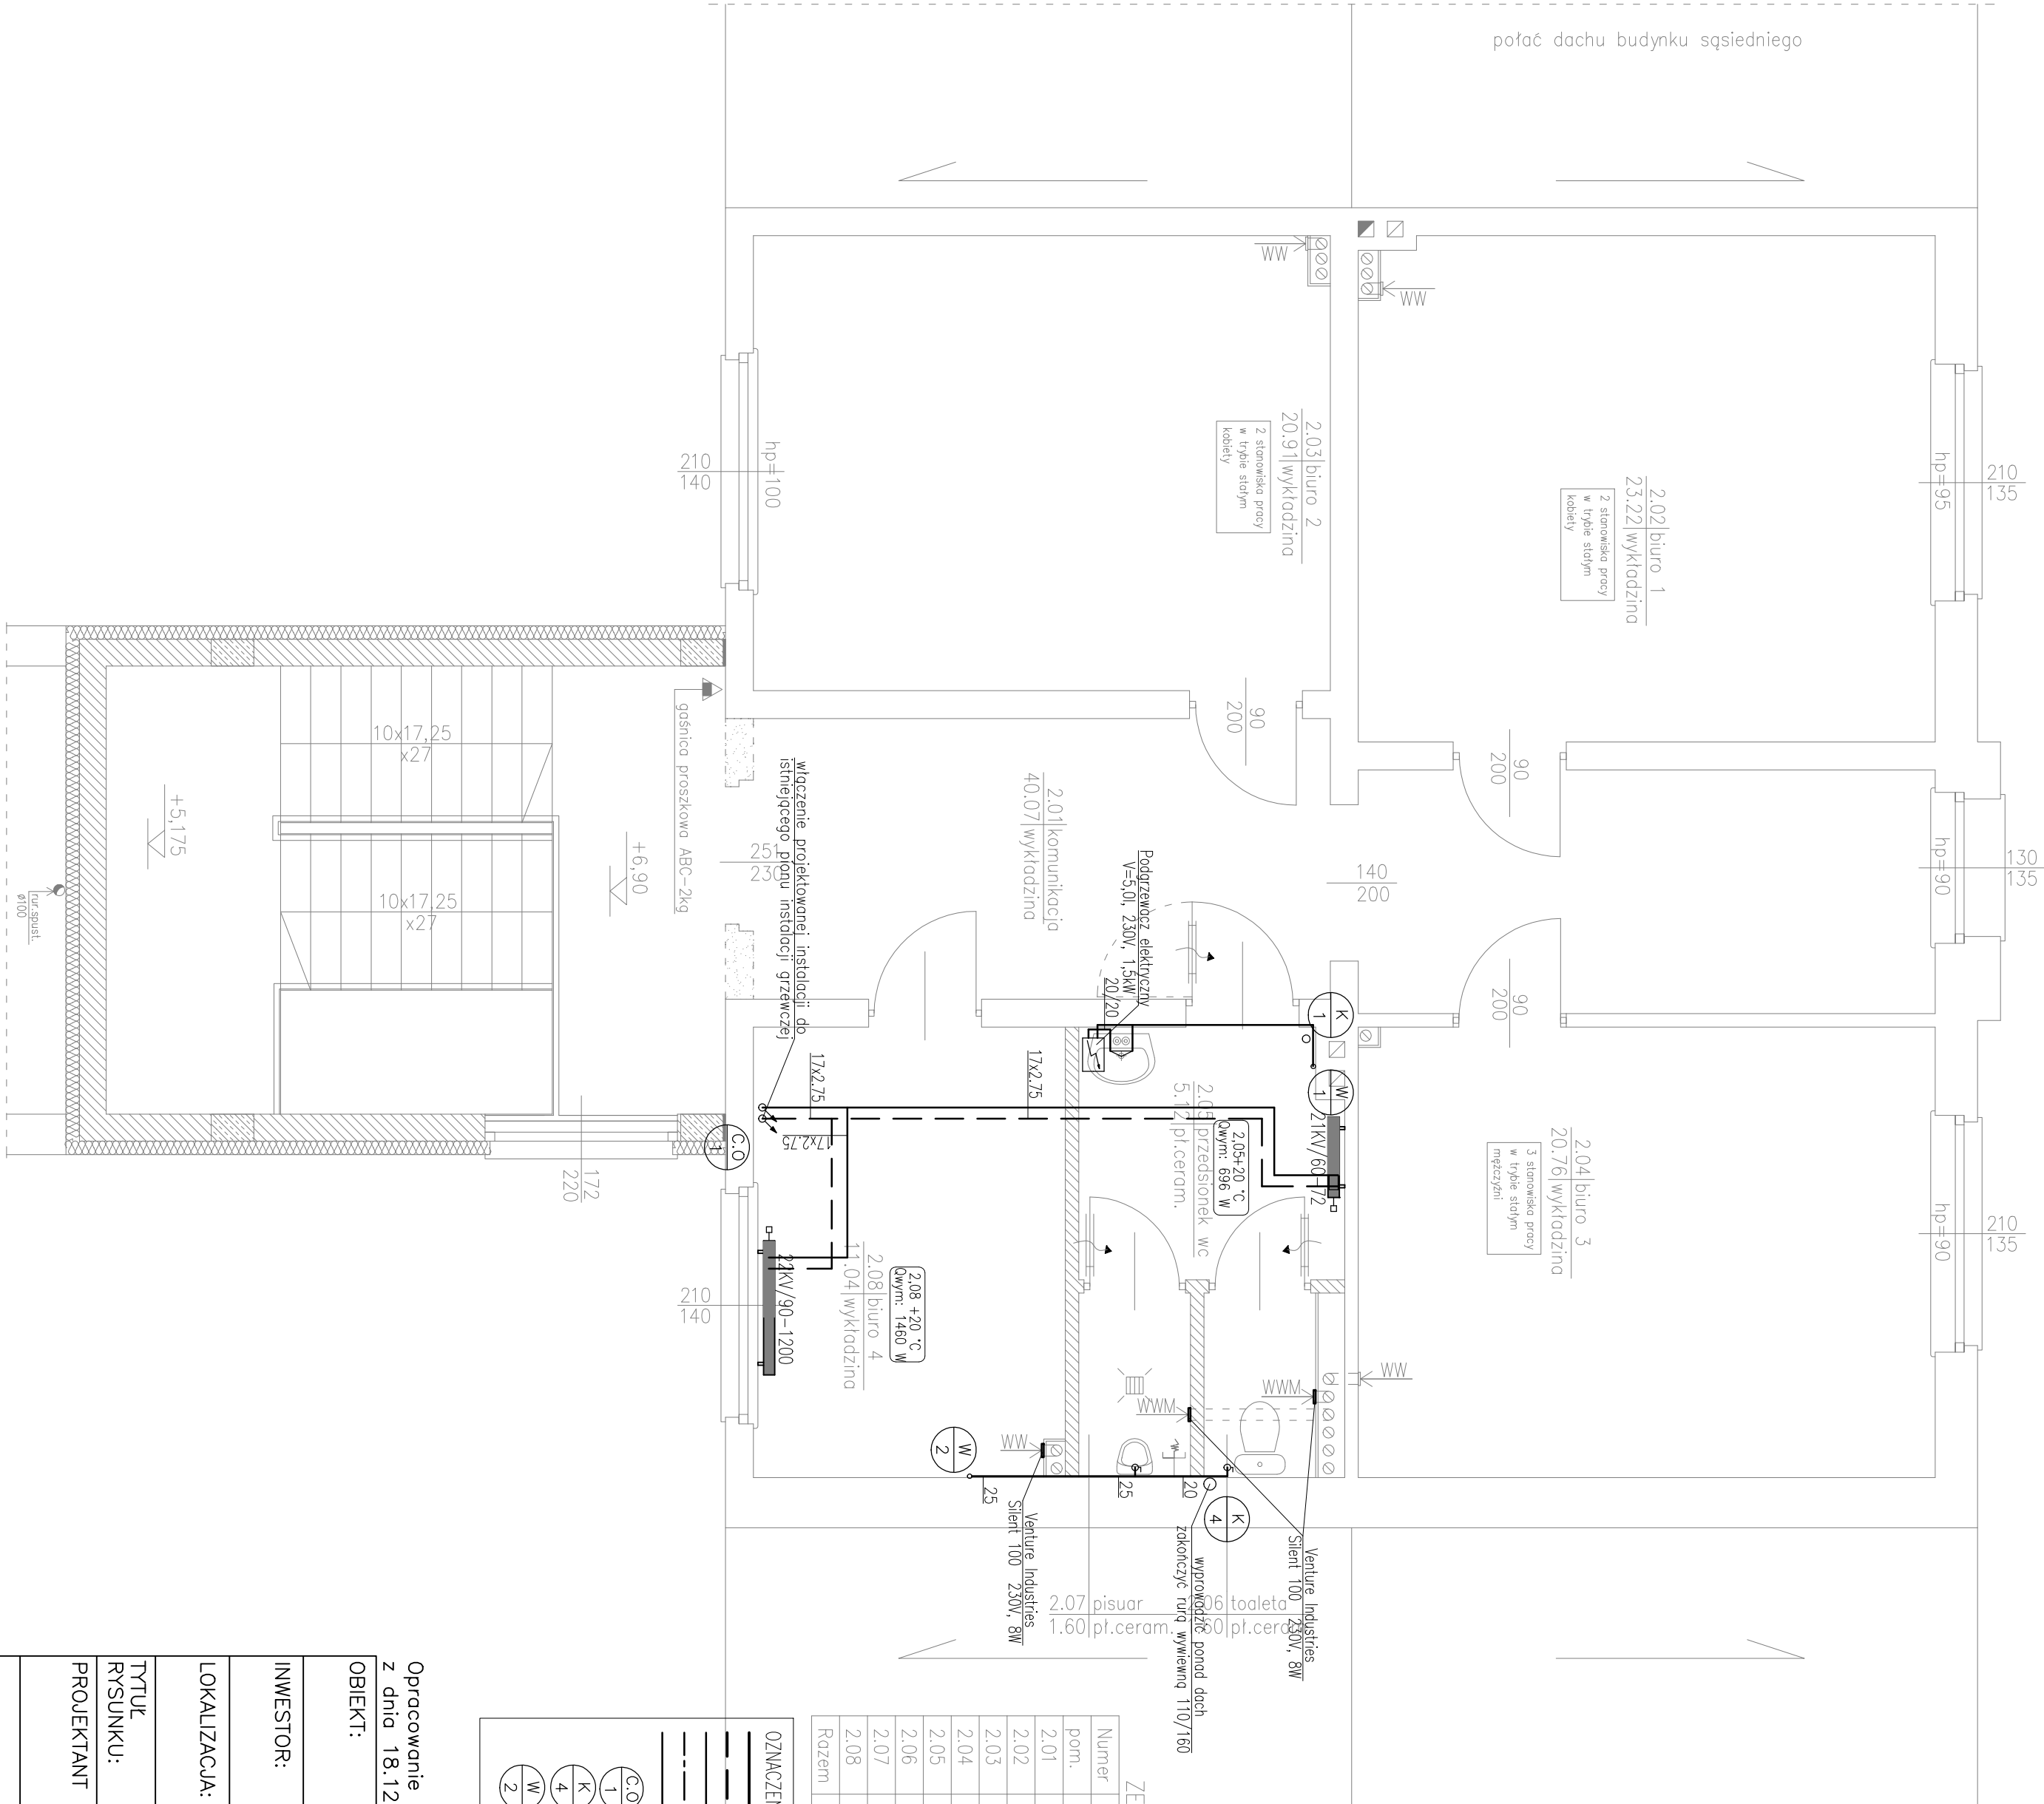 połać dachu budynku sąsiedniego
WW
WW
2.02 biuro 1
23.22 wykładzina
2 stanowiska pracy
w trybie stałym
kobiety
hp=95
210
135
2.03 biuro 2
20.91 wykładzina
2 stanowiska pracy
w trybie stałym
kobiety
hp=100
210
140
90
200
90
200
hp=90
130
135
140
200
90
200
2.01 komunikacja
40.07 wykładzina
251
230
gaśnica proszkowa ABC-2kg
10x17,25
x27
10x17,25
x27
+5,175
+6,90
rur.spust.
ø100
172
220
włączenie projektowanej instalacji do
istniejącego pionu instalacji grzewczej
Podgrzewacz elektryczny
V=5,0l, 230V, 1,5kW
20/20
K
1
W
1
17x2.75
17x2.75
17x2.75
C.O
1
21KV/60-72
2.05 przedsionek wc
5.12 pł.ceram.
2,05+20 °C
Qwym: 696 W
2.04 biuro 3
20.76 wykładzina
3 stanowiska pracy
w trybie stałym
mężczyźni
hp=90
210
135
2,08 +20 °C
Qwym: 1460 W
2.08 biuro 4
11.04 wykładzina
22KV/90-1200
210
140
WW
WWM
WWM
WW
W
2
25
25
20
K
4
Venture Industries
Silent 100 230V, 8W
Venture Industries
Silent 100 230V, 8W
wyprowadzić ponad dach
zakończyć rurą wywiewną 110/160
2.07 pisuar
1.60 pł.ceram.
toaleta
Numer
pom.
2.01
2.02
2.03
2.04
2.05
2.06
2.07
2.08
Razem
C.O
1
K
4
W
2
Opracowanie
z dnia 18.12
OBIEKT:
INWESTOR:
LOKALIZACJA:
TYTUŁ
RYSUNKU:
PROJEKTANT